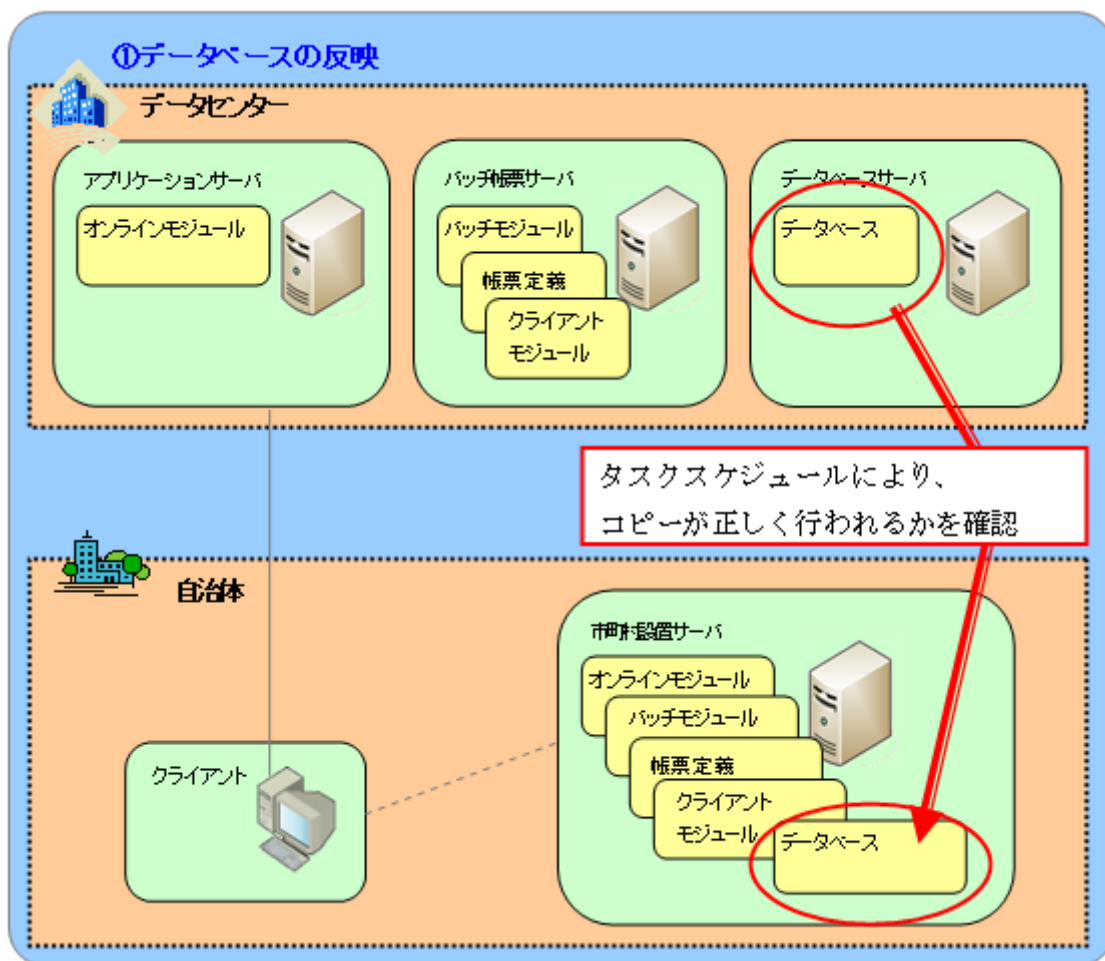 ①データベースの反映
データセンター
アプリケーションサーバ
オンラインモジュール
バッチ帳票サーバ
バッチモジュール
帳票定義
クライアント
モジュール
データベースサーバ
データベース
タスクスケジュールにより、
コピーが正しく行われるかを確認
自治体
クライアント
市町村設置サーバ
オンラインモジュール
バッチモジュール
帳票定義
クライアント
モジュール
データベース